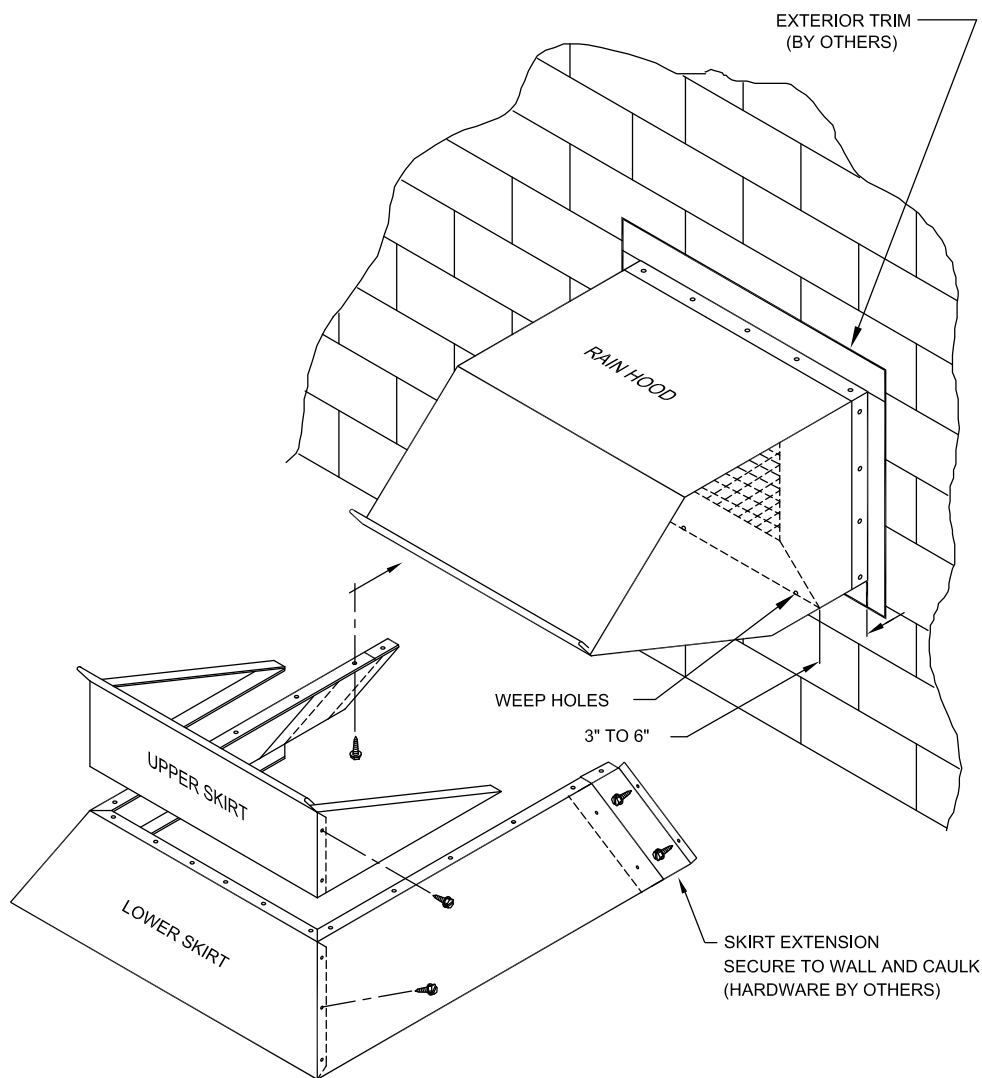 EXTERIOR TRIM
(BY OTHERS)
RAIN HOOD
WEEP HOLES
3" TO 6"
UPPER SKIRT
LOWER SKIRT
SKIRT EXTENSION
SECURE TO WALL AND CAULK
(HARDWARE BY OTHERS)